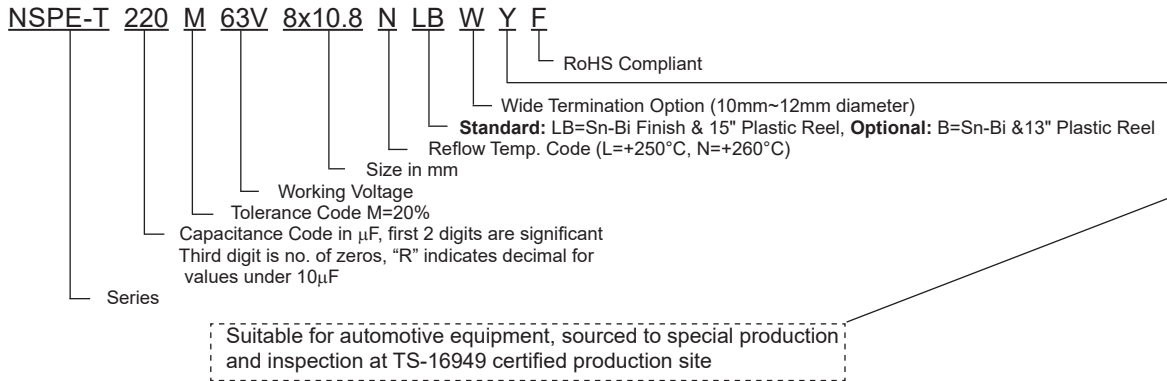 NSPE-T 220 M 63V 8x10.8 N LB W Y F
RoHS Compliant
Wide Termination Option (10mm~12mm diameter)
Standard: LB=Sn-Bi Finish & 15" Plastic Reel, Optional: B=Sn-Bi &13" Plastic Reel
Reflow Temp. Code (L=+250°C, N=+260°C)
Size in mm
Working Voltage
Tolerance Code M=20%
Capacitance Code in μF, first 2 digits are significant
Third digit is no. of zeros, “R” indicates decimal for
values under 10μF
Series
Suitable for automotive equipment, sourced to special production
and inspection at TS-16949 certified production site